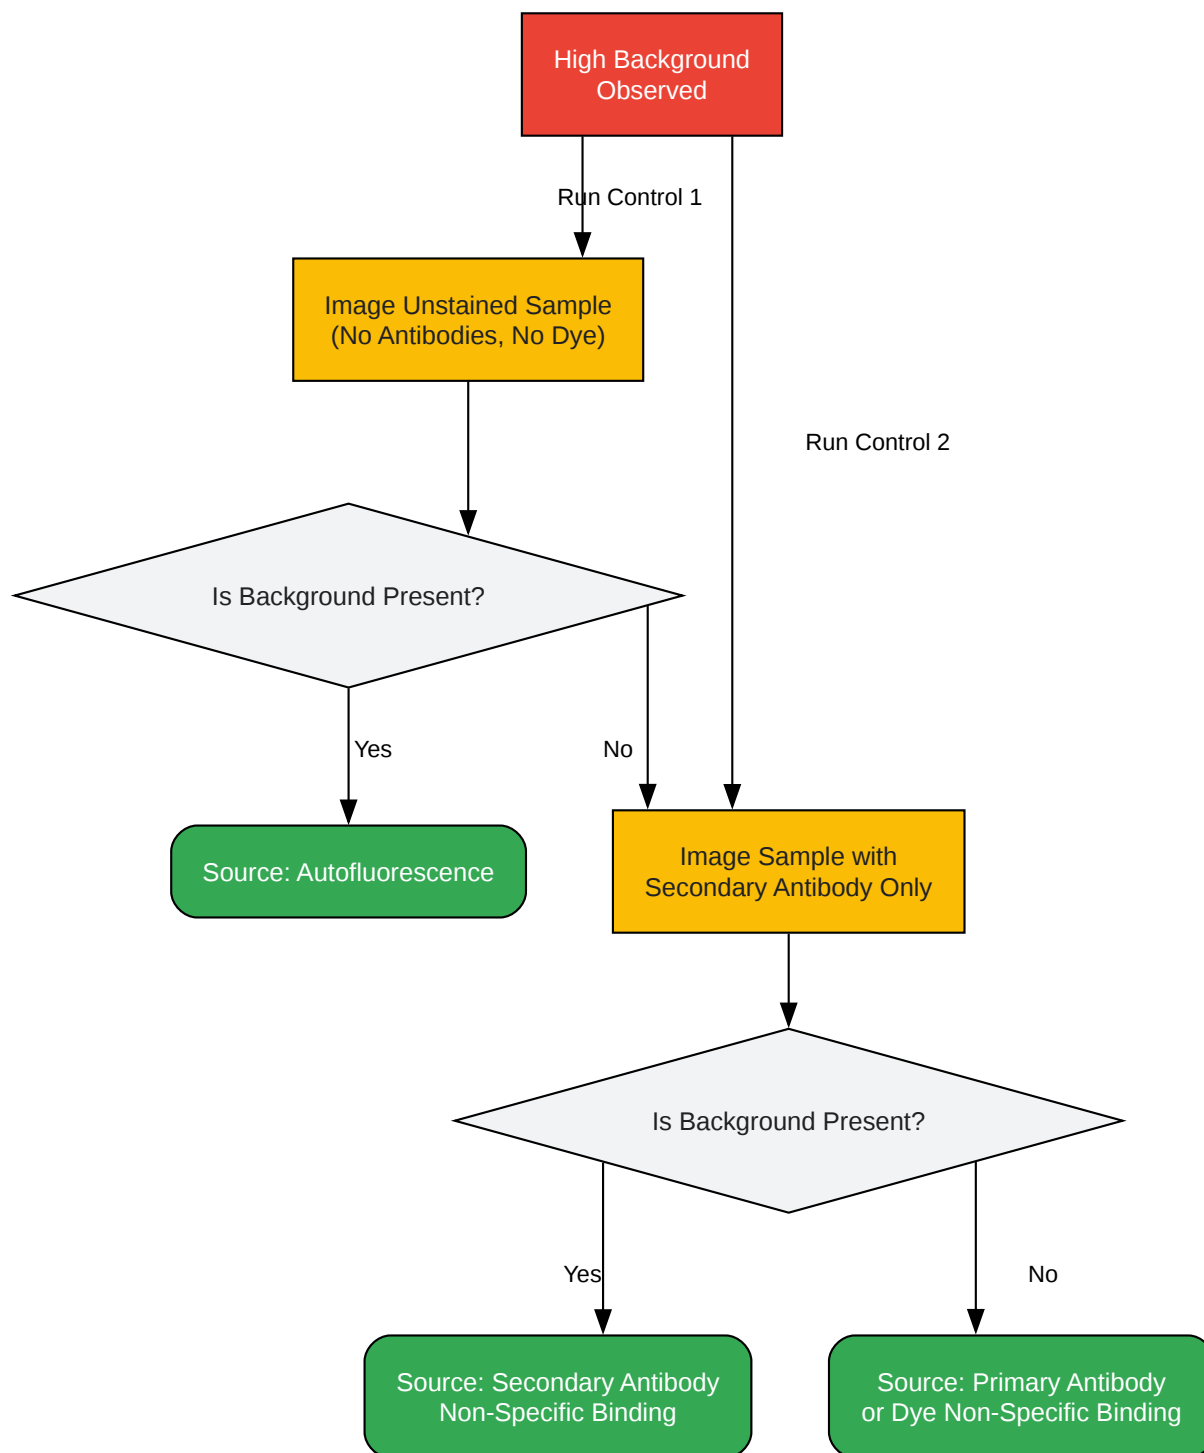 High Background
Observed
Run Control 1
Image Unstained Sample
(No Antibodies, No Dye)
Run Control 2
Is Background Present?
Yes
No
Source: Autofluorescence
Image Sample with
Secondary Antibody Only
Is Background Present?
Yes
No
Source: Secondary Antibody
Non-Specific Binding
Source: Primary Antibody
or Dye Non-Specific Binding